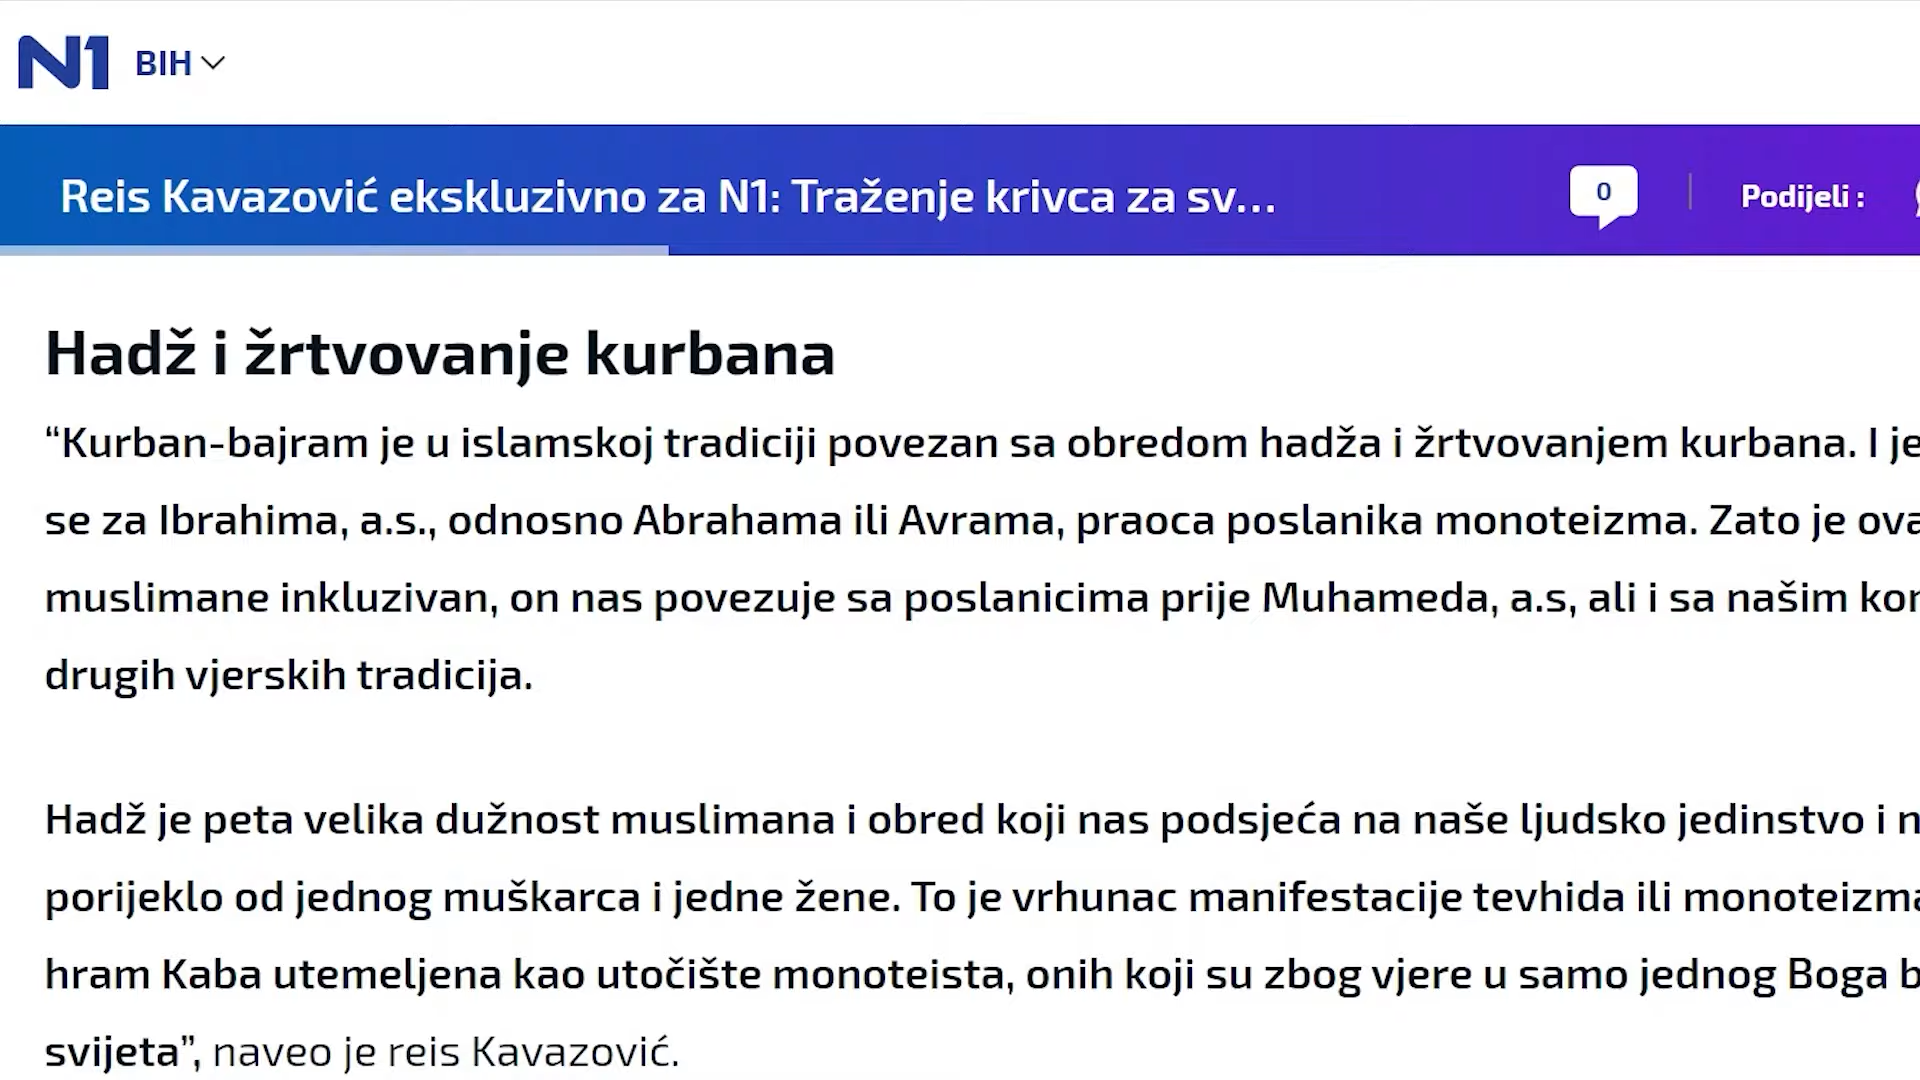 N1 BIH
Reis Kavazović ekskluzivno za N1: Traženje krivca za sv...
0
Podijeli :
Hadž i žrtvovanje kurbana
“Kurban-bajram je u islamskoj tradiciji povezan sa obredom hadža i žrtvovanjem kurbana. I je
se za Ibrahima, a.s., odnosno Abrahama ili Avrama, praoca poslanika monoteizma. Zato je ova
muslimane inkluzivan, on nas povezuje sa poslanicima prije Muhameda, a.s, ali i sa našim
drugih vjerskih tradicija.
Hadž je peta velika dužnost muslimana i obred koji nas podsjeća na naše ljudsko jedinstvo i
porijeklo od jednog muškarca i jedne žene. To je vrhunac manifestacije tevhida ili monoteizma
hram Kaba utemeljena kao utočište monoteista, onih koji su zbog vjere u samo jednog Boga
svijeta”, naveo je reis Kavazović.